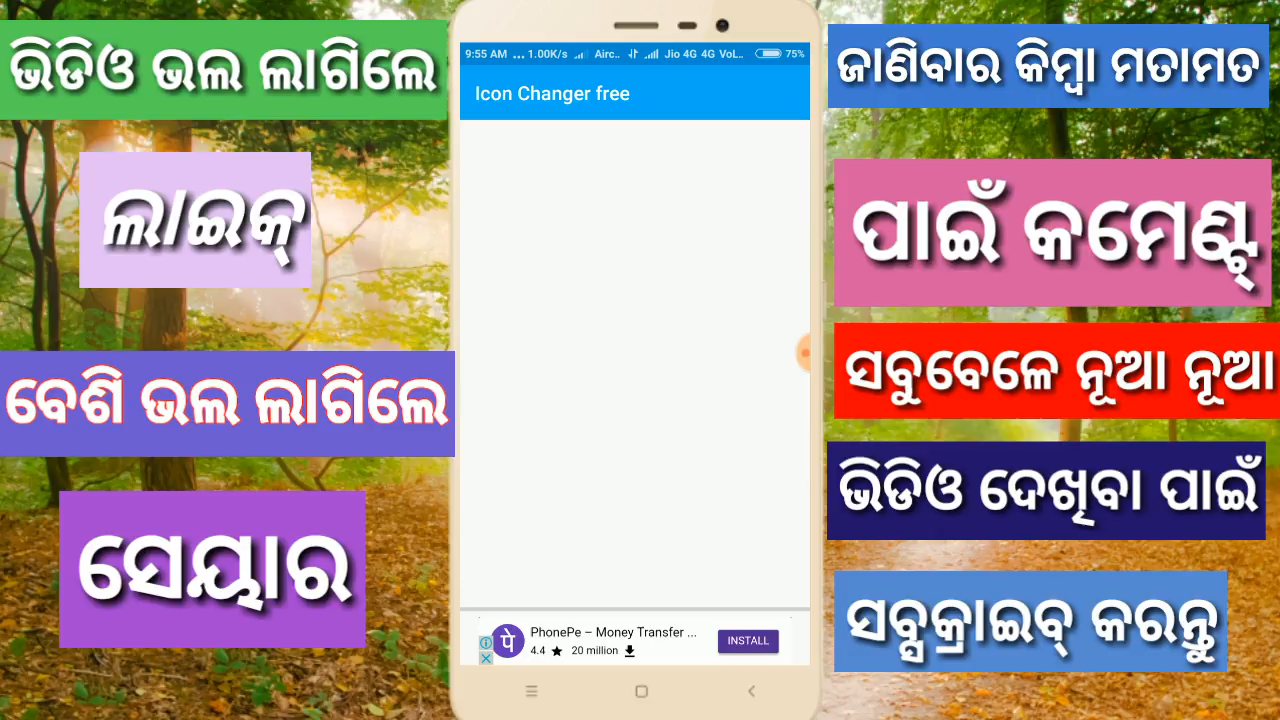 ଭିଡିଓ ଭଲ ଲାଗିଲେ
ଲାଇକ୍
ବେଶି ଭଲ ଲାଗିଲେ
ସେୟାର
9:55 AM ... 1.00K/s Airc.. Jio 4G 4G VoL.. 75%
Icon Changer free
पे
PhonePe – Money Transfer ...
4.4 ★ 20 million
INSTALL
ଜାଣିବାର କିମ୍ବା ମତାମତ
ପାଇଁ କମେଣ୍ଟ୍
ସବୁବେଳେ ନୂଆ ନୂଆ
ଭିଡିଓ ଦେଖିବା ପାଇଁ
ସବ୍ସକ୍ରାଇବ୍ କରନ୍ତୁ